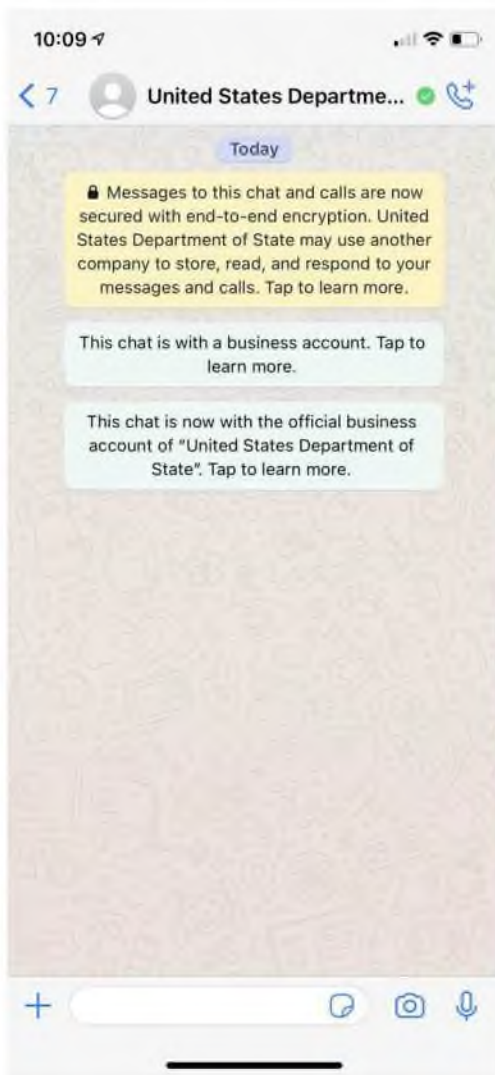 10:09
7 United States Departme...
Today
Messages to this chat and calls are now
secured with end-to-end encryption. United
States Department of State may use another
company to store, read, and respond to your
messages and calls. Tap to learn more.
This chat is with a business account. Tap to
learn more.
This chat is now with the official business
account of “United States Department of
State”. Tap to learn more.